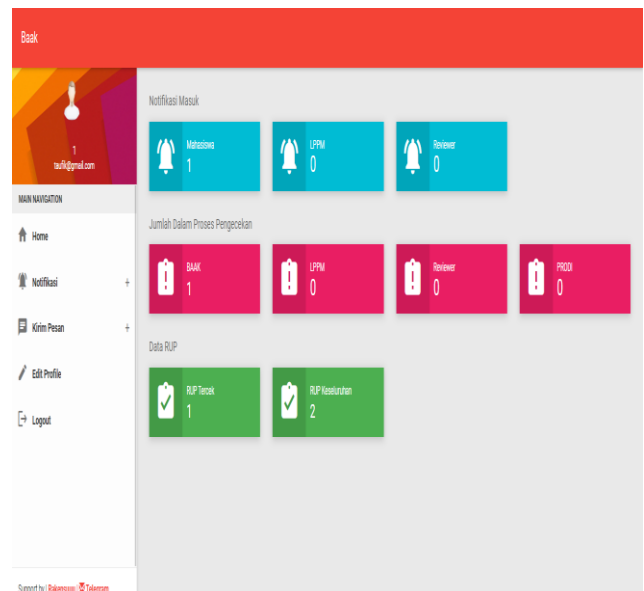 Baak
1
taufik@gmail.com
MAIN NAVIGATION
Home
Notifikasi +
Kirim Pesan +
Edit Profile
Logout
Notifikasi Masuk
Mahasiswa
1
LPPM
0
Reviewer
0
Jumlah Dalam Proses Pengecekan
BAAK
1
LPPM
0
Reviewer
0
PRODI
0
Data RUP
RUP Tercek
1
RUP Keseluruhan
2
Support by | Telegram